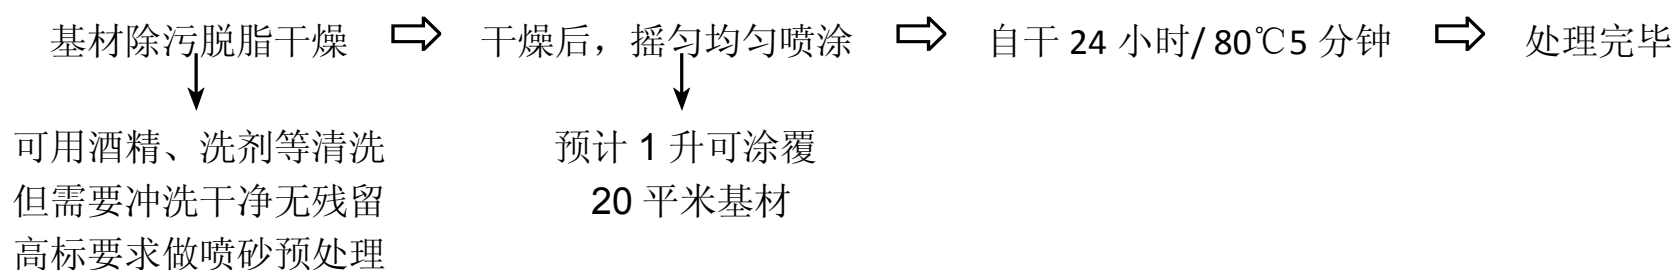 基材除污脱脂干燥 ⇨ 干燥后，摇匀均匀喷涂 ⇨ 自干 24 小时/ 80℃5 分钟 ⇨ 处理完毕
可用酒精、洗剂等清洗
但需要冲洗干净无残留
高标要求做喷砂预处理
预计 1 升可涂覆
20 平米基材